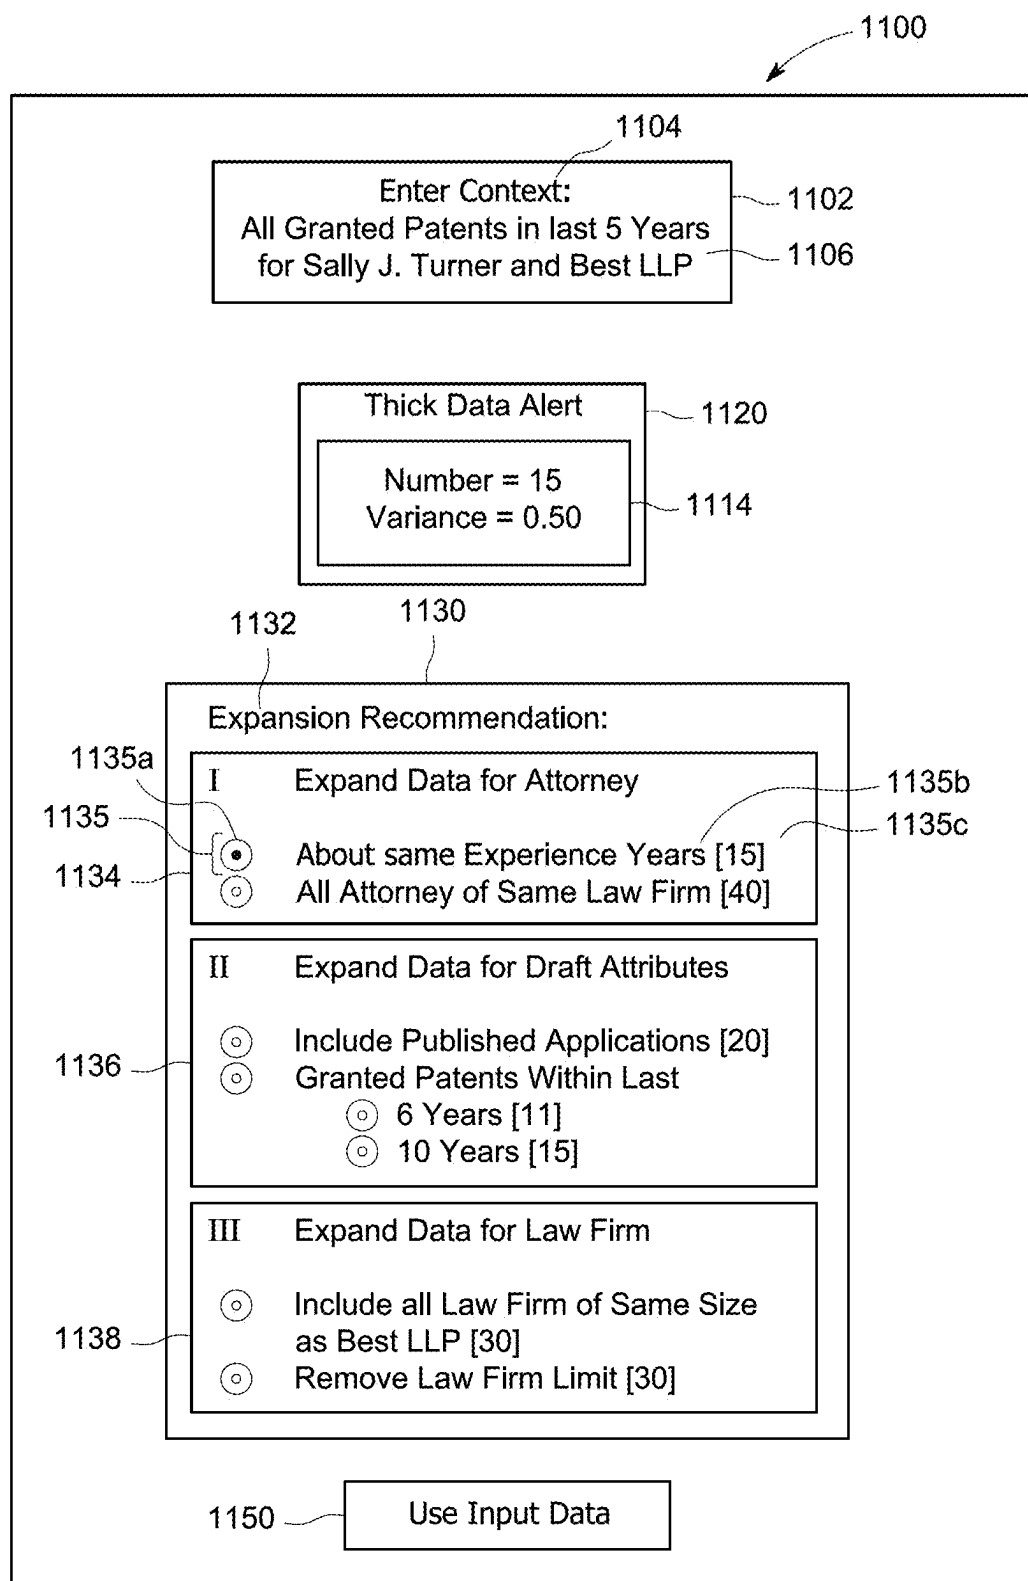 1100
1104
Enter Context:
1102
All Granted Patents in last 5 Years
1106
for Sally J. Turner and Best LLP
Thick Data Alert
1120
Number = 15
1114
Variance = 0.50
1130
1132
Expansion Recommendation:
1135a
I Expand Data for Attorney
1135b
1135
1135c
About same Experience Years [15]
1134
All Attorney of Same Law Firm [40]
II Expand Data for Draft Attributes
Include Published Applications [20]
1136
Granted Patents Within Last
6 Years [11]
10 Years [15]
III Expand Data for Law Firm
Include all Law Firm of Same Size
1138
as Best LLP [30]
Remove Law Firm Limit [30]
1150
Use Input Data